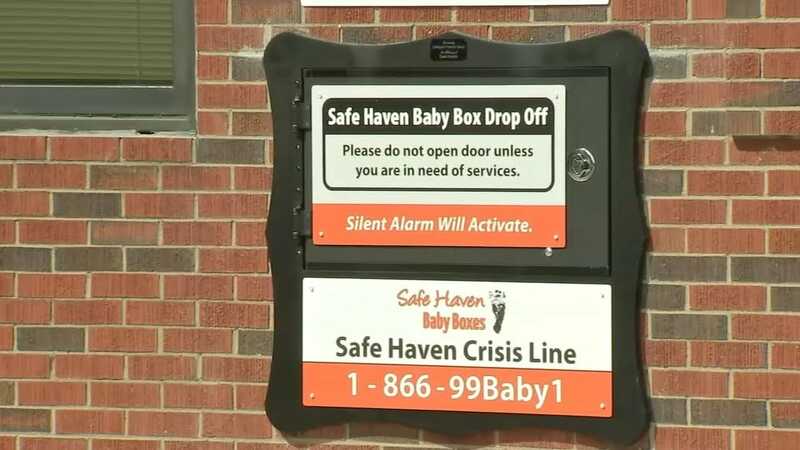 Safe Haven Baby Box Drop Off
Please do not open door unless
you are in need of services.
Silent Alarm Will Activate.
Safe Haven
Baby Boxes
Safe Haven Crisis Line
1 - 866 - 99Baby1